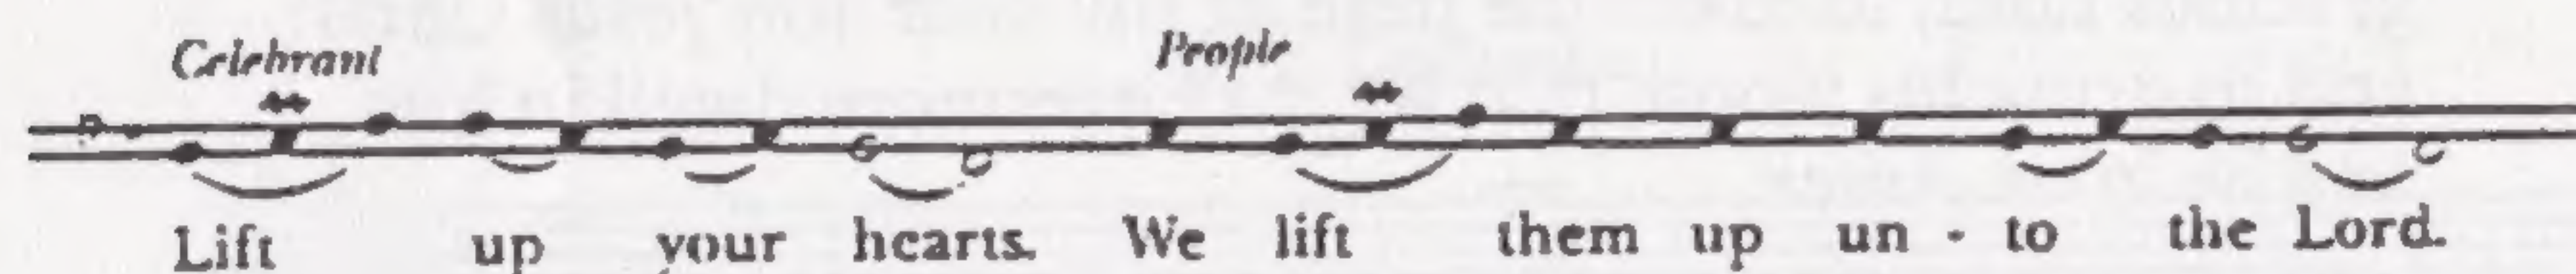 Celebrant People
Lift up your hearts. We lift them up un - to the Lord.